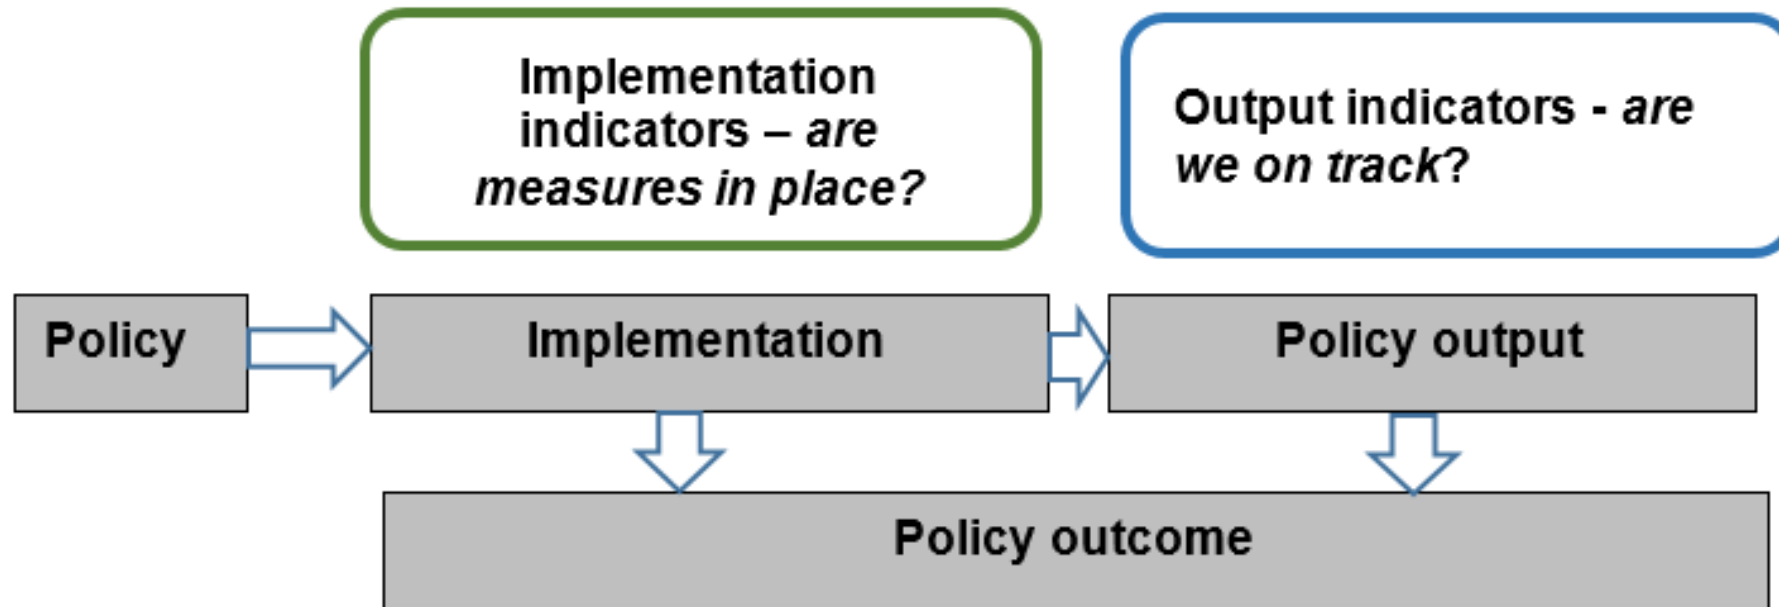 Implementation
indicators – are
measures in place?
Output indicators - are
we on track?
Policy
Implementation
Policy output
Policy outcome